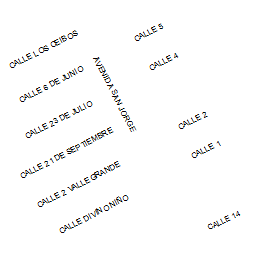 CALLE LOS CEIBOS
CALLE 5
CALLE 4
CALLE 6 DE JUNIO
AVENIDA SAN JORGE
CALLE 23 DE JULIO
CALLE 2
CALLE 21 DE SEPTIEMBRE
CALLE 1
CALLE 2 VALLE GRANDE
CALLE DIVINO NIÑO
CALLE 14